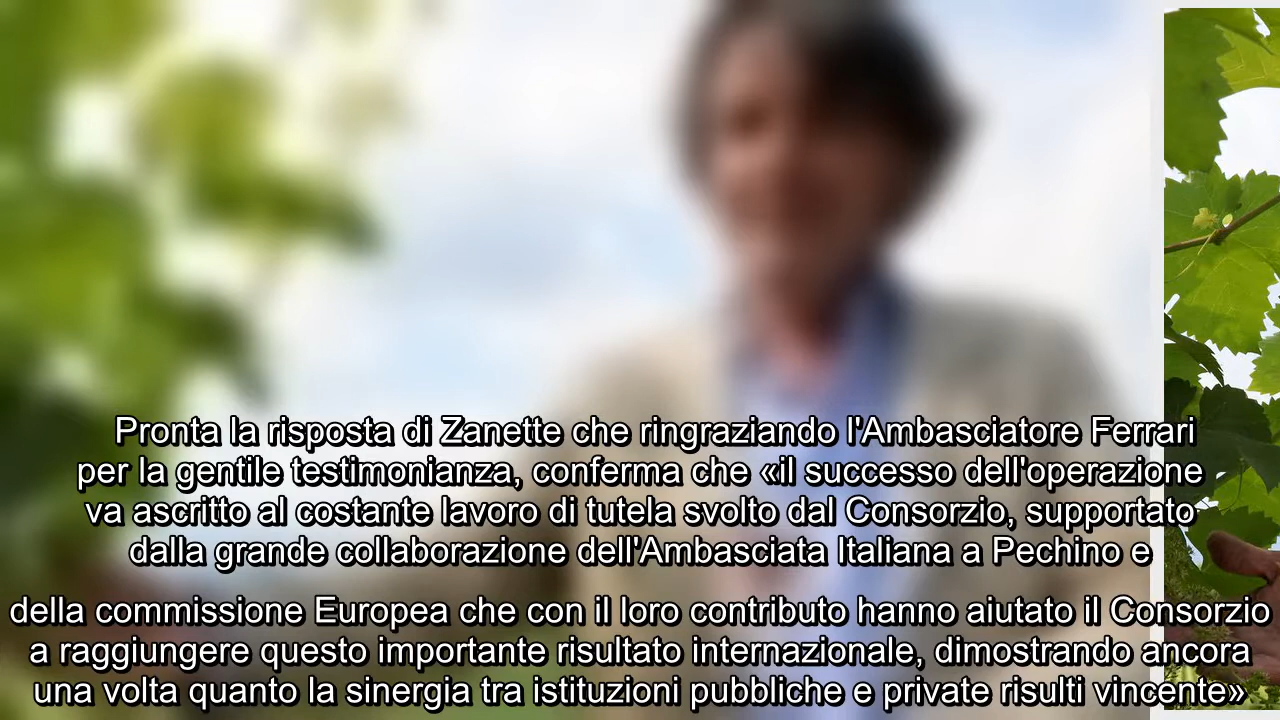 Pronta la risposta di Zanette che ringraziando l'Ambasciatore Ferrari
per la gentile testimonianza, conferma che «il successo dell'operazione
va ascritto al costante lavoro di tutela svolto dal Consorzio, supportato
dalla grande collaborazione dell'Ambasciata Italiana a Pechino e
della commissione Europea che con il loro contributo hanno aiutato il Consorzio
a raggiungere questo importante risultato internazionale, dimostrando ancora
una volta quanto la sinergia tra istituzioni pubbliche e private risulti vincente»